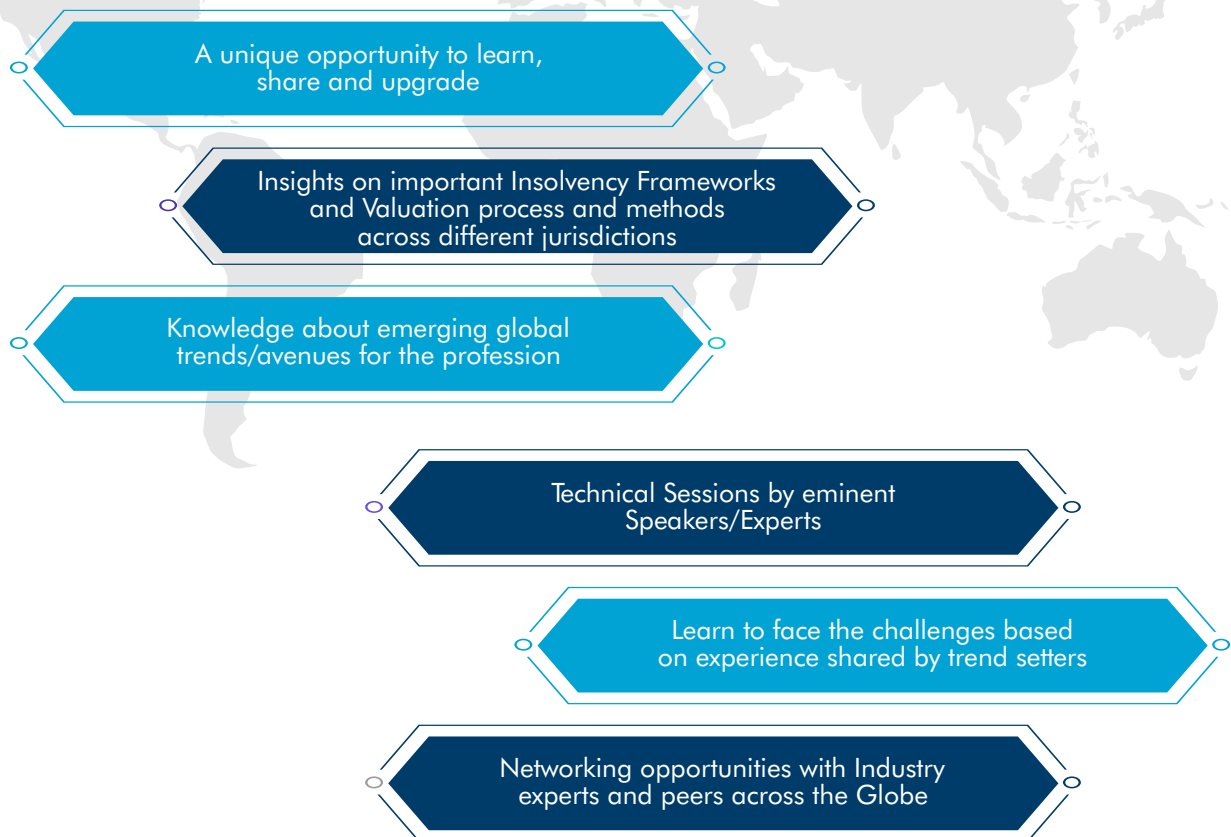 A unique opportunity to learn,
share and upgrade
Insights on important Insolvency Frameworks
and Valuation process and methods
across different jurisdictions
Knowledge about emerging global
trends/avenues for the profession
Technical Sessions by eminent
Speakers/Experts
Learn to face the challenges based
on experience shared by trend setters
Networking opportunities with Industry
experts and peers across the Globe